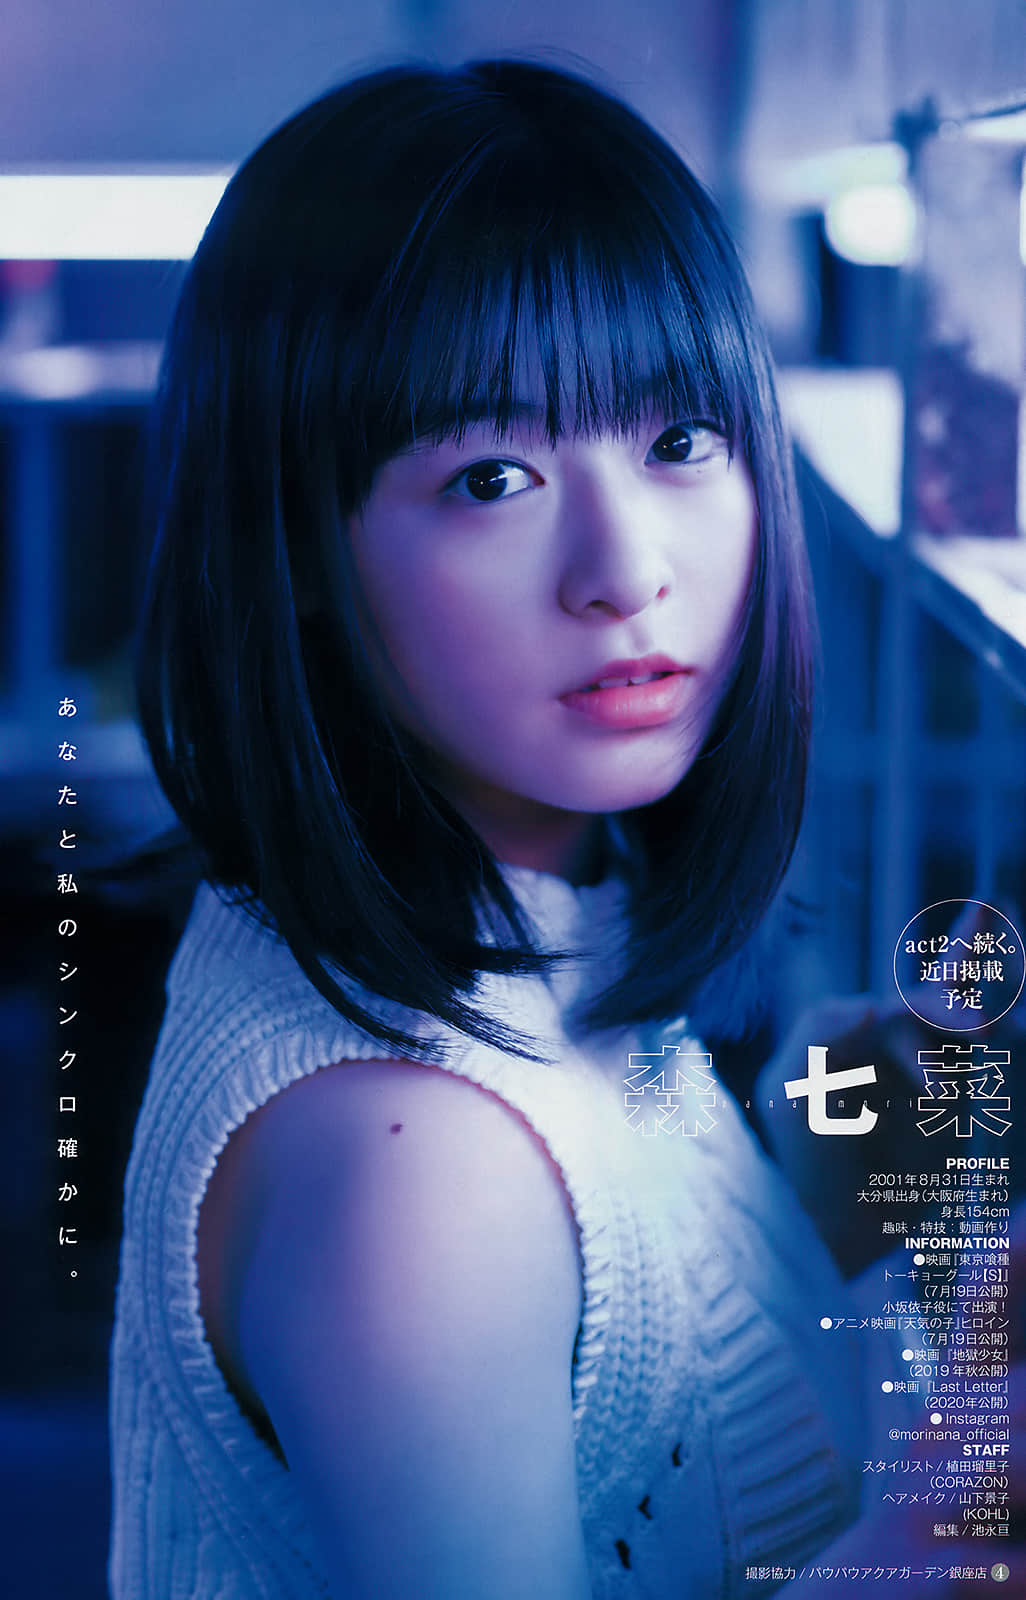 あなたと私のシンクロ確かに。
act2へ続く。
近日掲載
予定
森七菜
nana mori
PROFILE
2001年8月31日生まれ
大分県出身（大阪府生まれ）
身長154cm
趣味・特技：動画作り
INFORMATION
●映画『東京喰種
トーキョーグール【S】』
（7月19日公開）
小坂依子役にて出演！
●アニメ映画『天気の子』ヒロイン
（7月19日公開）
●映画『地獄少女』
（2019年秋公開）
●映画『Last Letter』
（2020年公開）
● Instagram
@morinana_official
STAFF
スタイリスト / 植田瑠里子
（CORAZON）
ヘアメイク / 山下景子
(KOHL)
編集 / 池永亘
撮影協力 / パウパウアクアガーデン銀座店 4